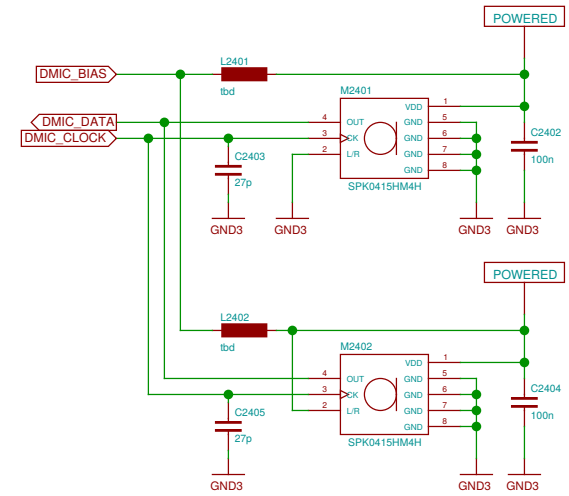 POWERED
L2401
DMIC_BIAS
tbd
M2401
VDD 1
DMIC_DATA
4 OUT GND 5
DMIC_CLOCK
3 CK GND 6
C2402
2 L/R GND 7
C2403
100n
GND 8
27p
SPK0415HM4H
GND3 GND3 GND3 GND3
POWERED
L2402
tbd
M2402
VDD 1
4 OUT GND 5
3 CK GND 6
C2404
2 L/R GND 7
C2405
100n
GND 8
27p
SPK0415HM4H
GND3 GND3 GND3